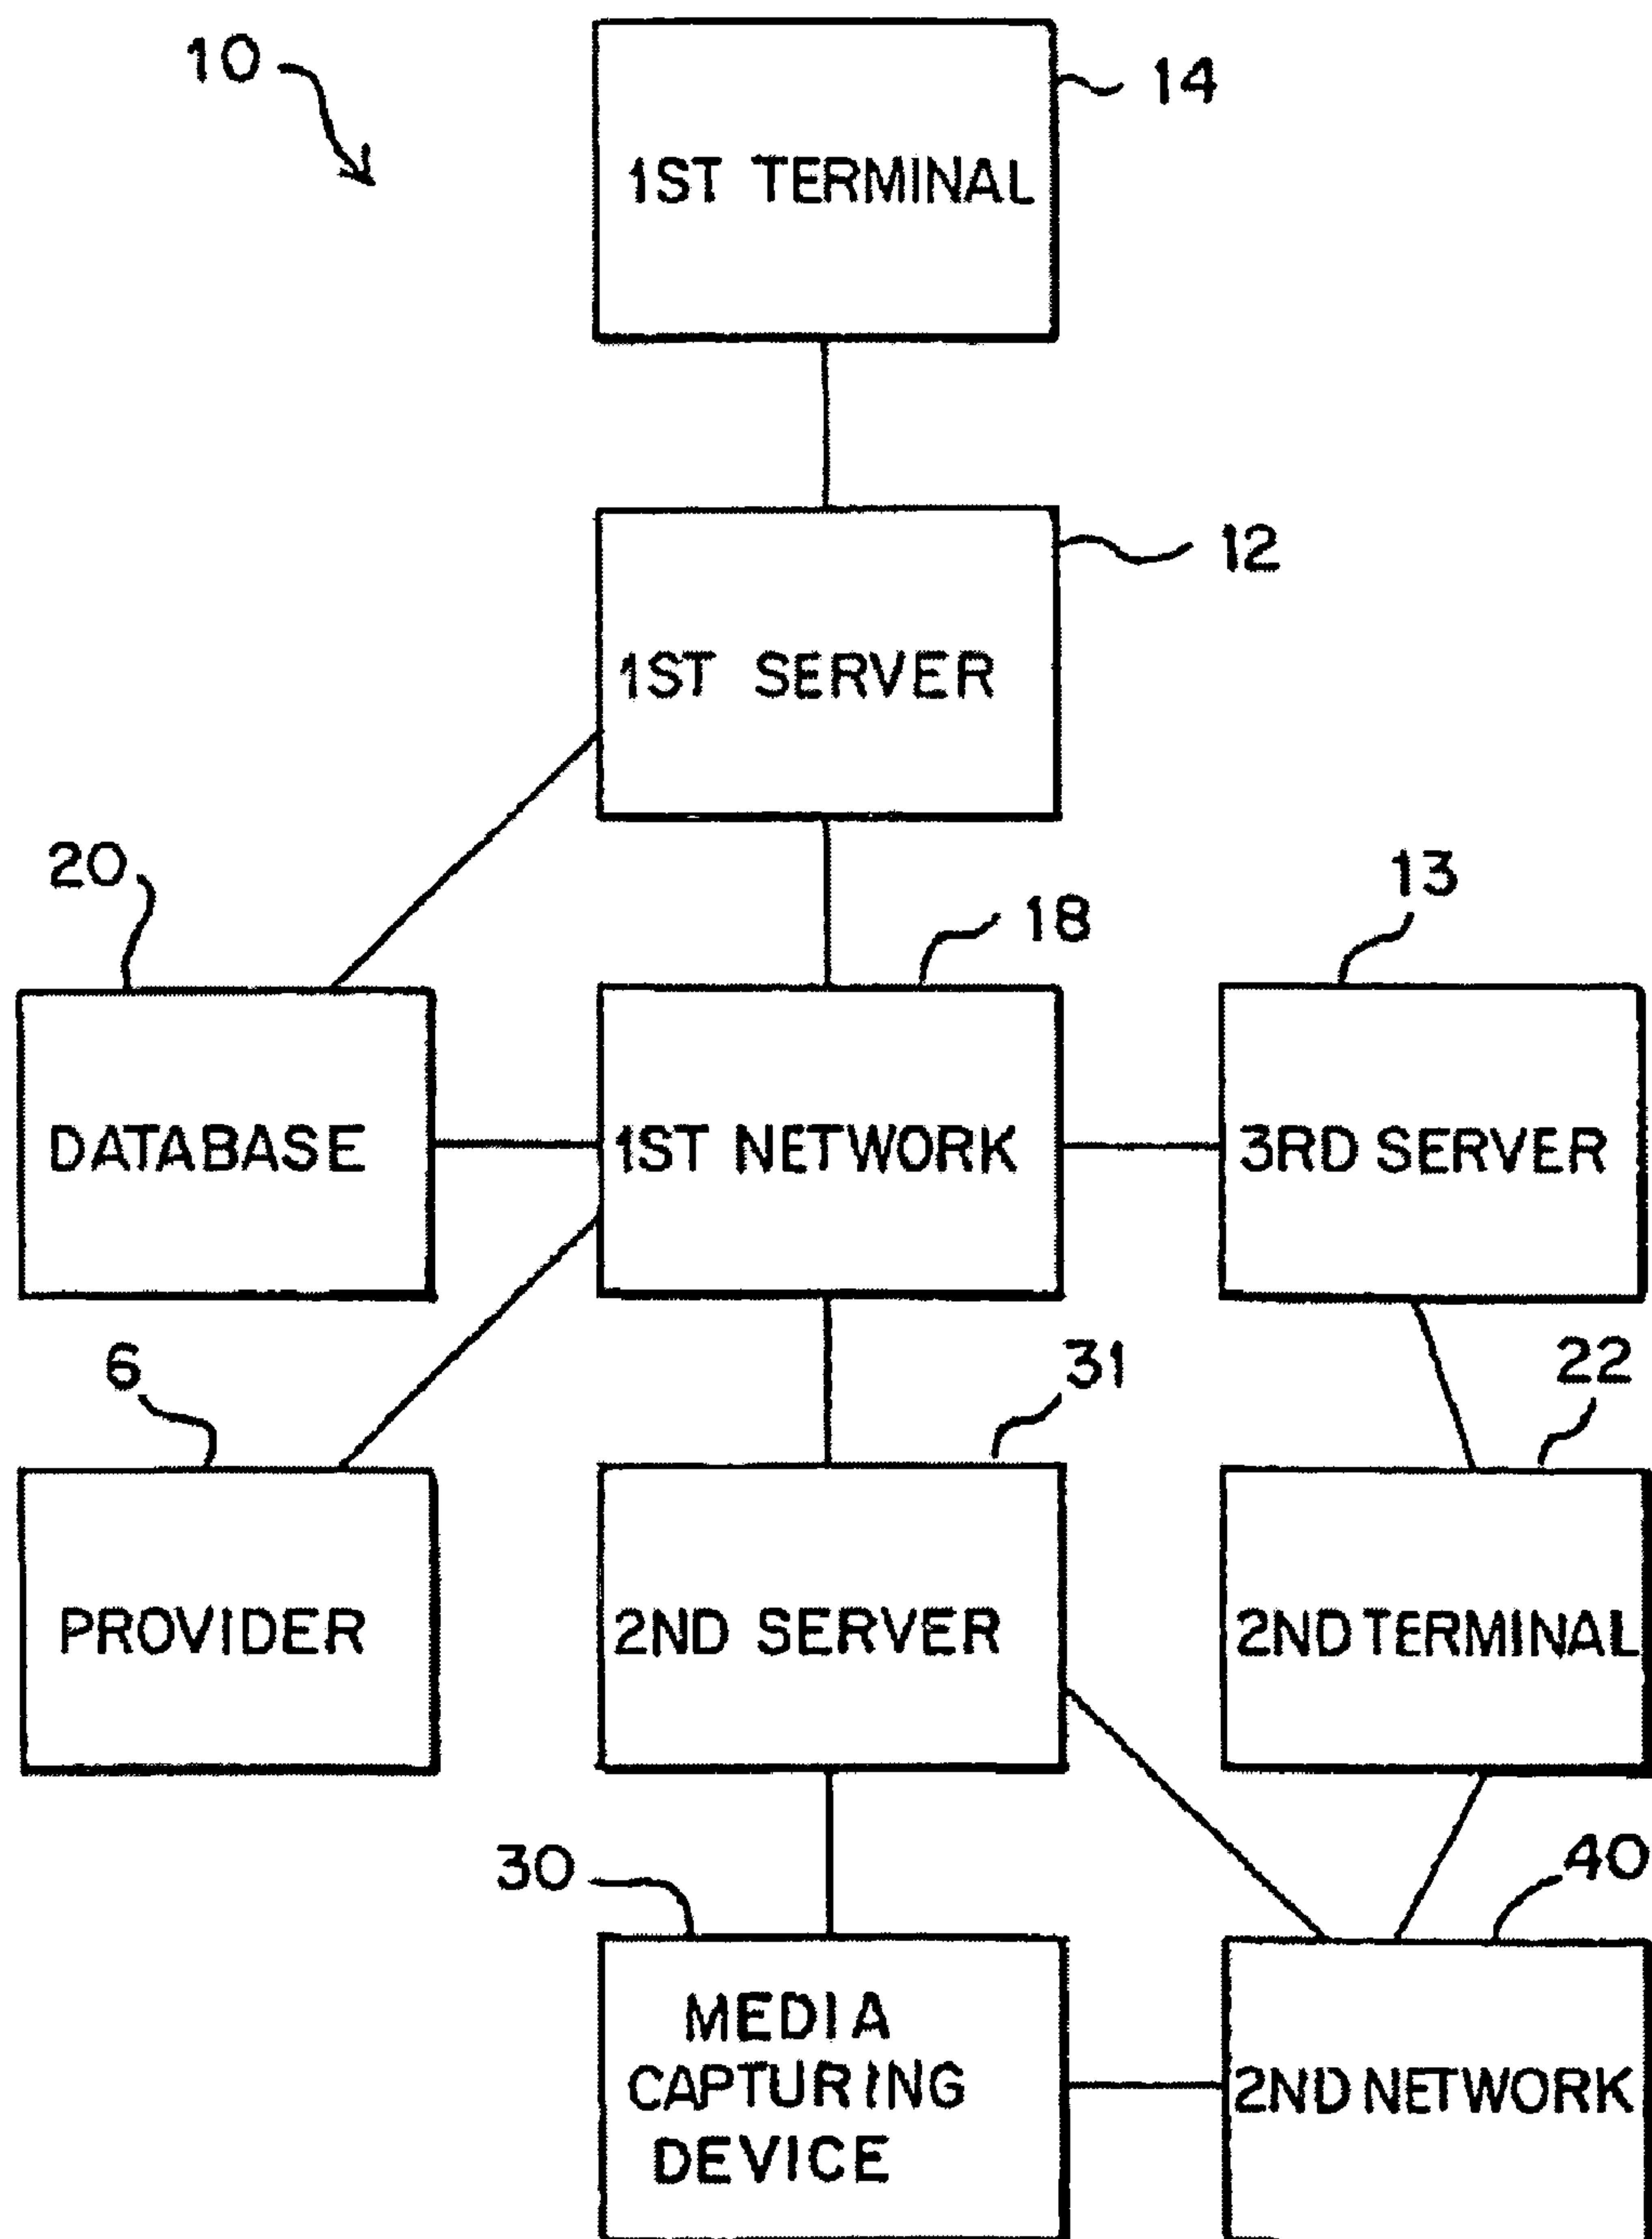 10
14
1ST TERMINAL
12
1ST SERVER
20
18
13
DATABASE
1ST NETWORK
3RD SERVER
6
31
22
PROVIDER
2ND SERVER
2ND TERMINAL
30
40
MEDIA
CAPTURING
DEVICE
2ND NETWORK